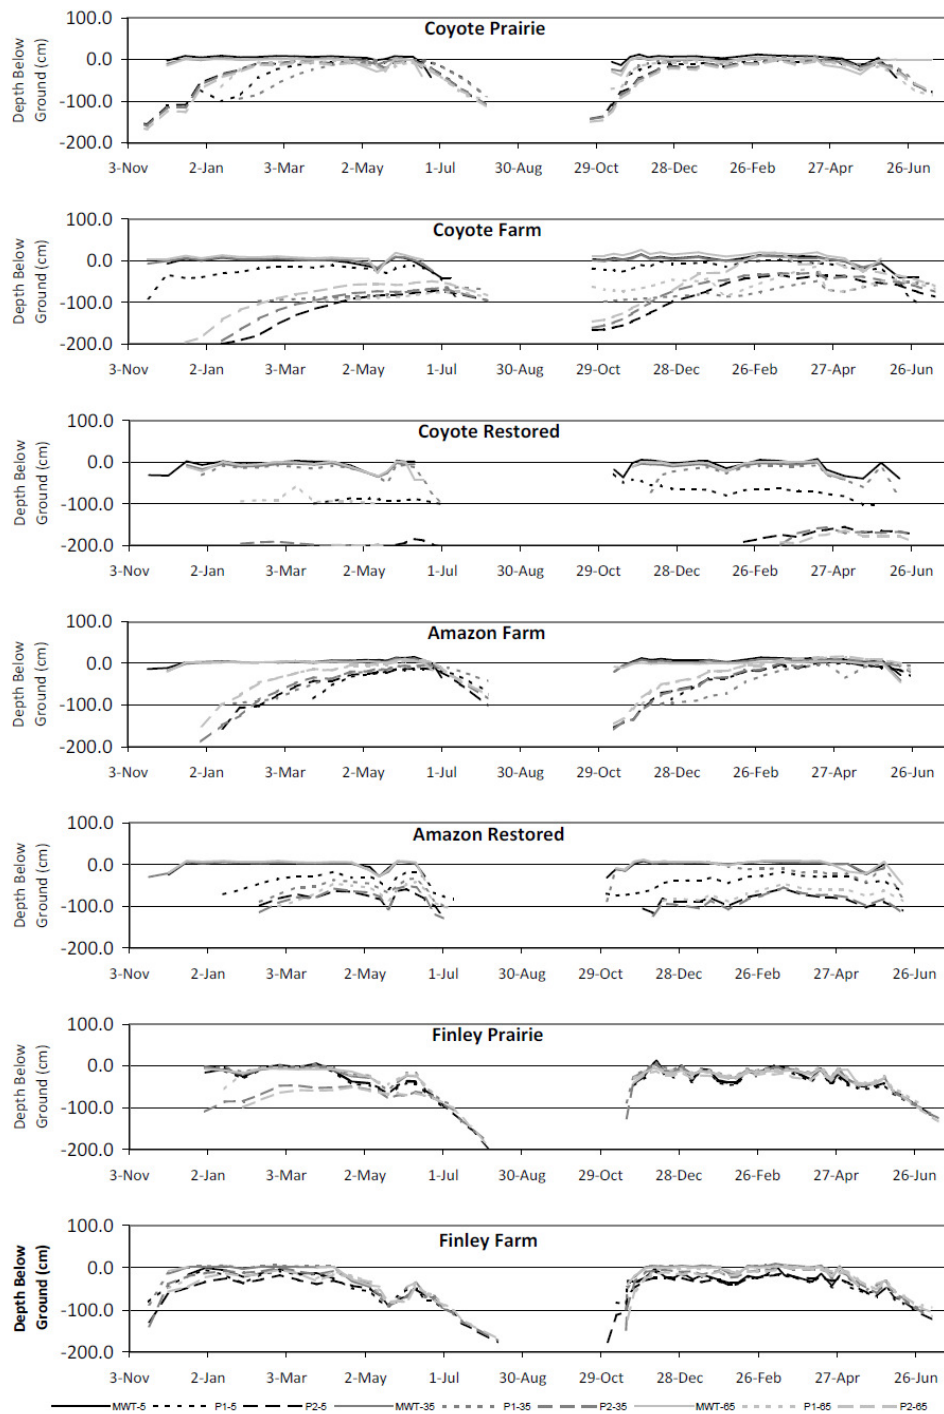 Coyote Prairie
Depth Below
Ground (cm)
100.0
0.0
-100.0
-200.0
3-Nov 2-Jan 3-Mar 2-May 1-Jul 30-Aug 29-Oct 28-Dec 26-Feb 27-Apr 26-Jun
Coyote Farm
Depth Below
Ground (cm)
100.0
0.0
-100.0
-200.0
3-Nov 2-Jan 3-Mar 2-May 1-Jul 30-Aug 29-Oct 28-Dec 26-Feb 27-Apr 26-Jun
Coyote Restored
Depth Below
Ground (cm)
100.0
0.0
-100.0
-200.0
3-Nov 2-Jan 3-Mar 2-May 1-Jul 30-Aug 29-Oct 28-Dec 26-Feb 27-Apr 26-Jun
Amazon Farm
Depth Below
Ground (cm)
100.0
0.0
-100.0
-200.0
3-Nov 2-Jan 3-Mar 2-May 1-Jul 30-Aug 29-Oct 28-Dec 26-Feb 27-Apr 26-Jun
Amazon Restored
Depth Below
Ground (cm)
100.0
0.0
-100.0
-200.0
3-Nov 2-Jan 3-Mar 2-May 1-Jul 30-Aug 29-Oct 28-Dec 26-Feb 27-Apr 26-Jun
Finley Prairie
Depth Below
Ground (cm)
100.0
0.0
-100.0
-200.0
3-Nov 2-Jan 3-Mar 2-May 1-Jul 30-Aug 29-Oct 28-Dec 26-Feb 27-Apr 26-Jun
Finley Farm
Depth Below
Ground (cm)
100.0
0.0
-100.0
-200.0
3-Nov 2-Jan 3-Mar 2-May 1-Jul 30-Aug 29-Oct 28-Dec 26-Feb 27-Apr 26-Jun
MWT-5 P1-5 P2-5 MWT-35 P1-35 P2-35 MWT-65 P1-65 P2-65